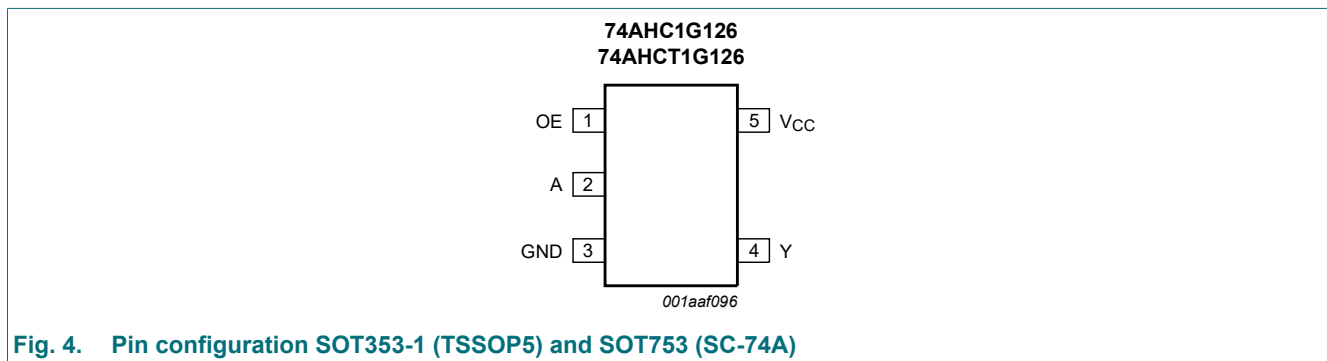 74AHC1G126
74AHCT1G126
OE 1 5 VCC
A 2
GND 3 4 Y
001aaf096
Fig. 4. Pin configuration SOT353-1 (TSSOP5) and SOT753 (SC-74A)